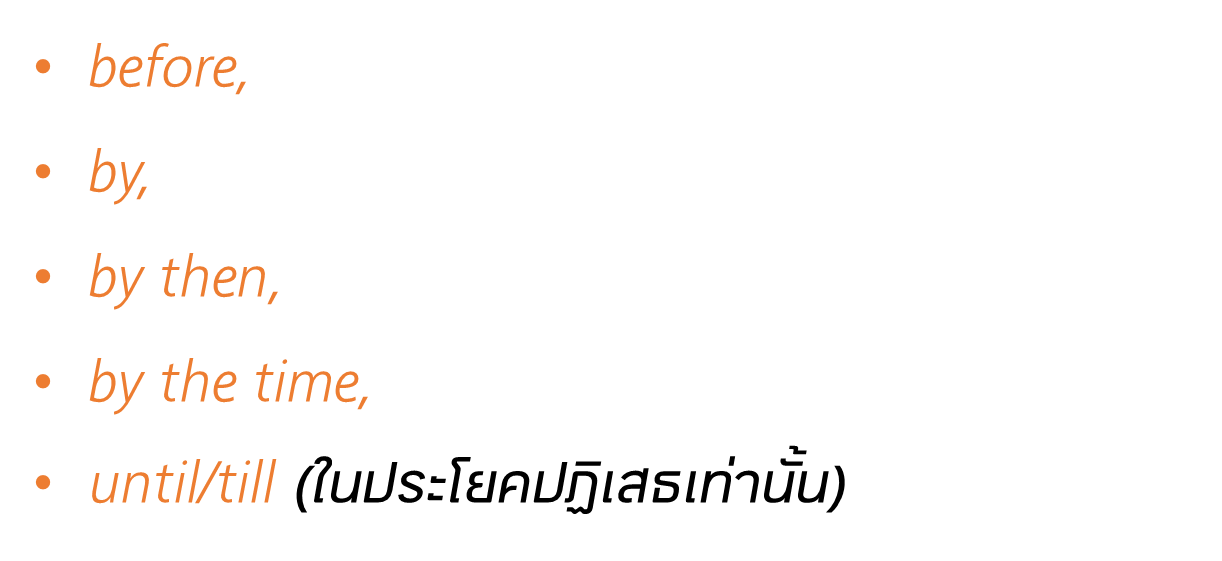 • before,
• by,
• by then,
• by the time,
• until/till (ในประโยคปฏิเสธเท่านั้น)